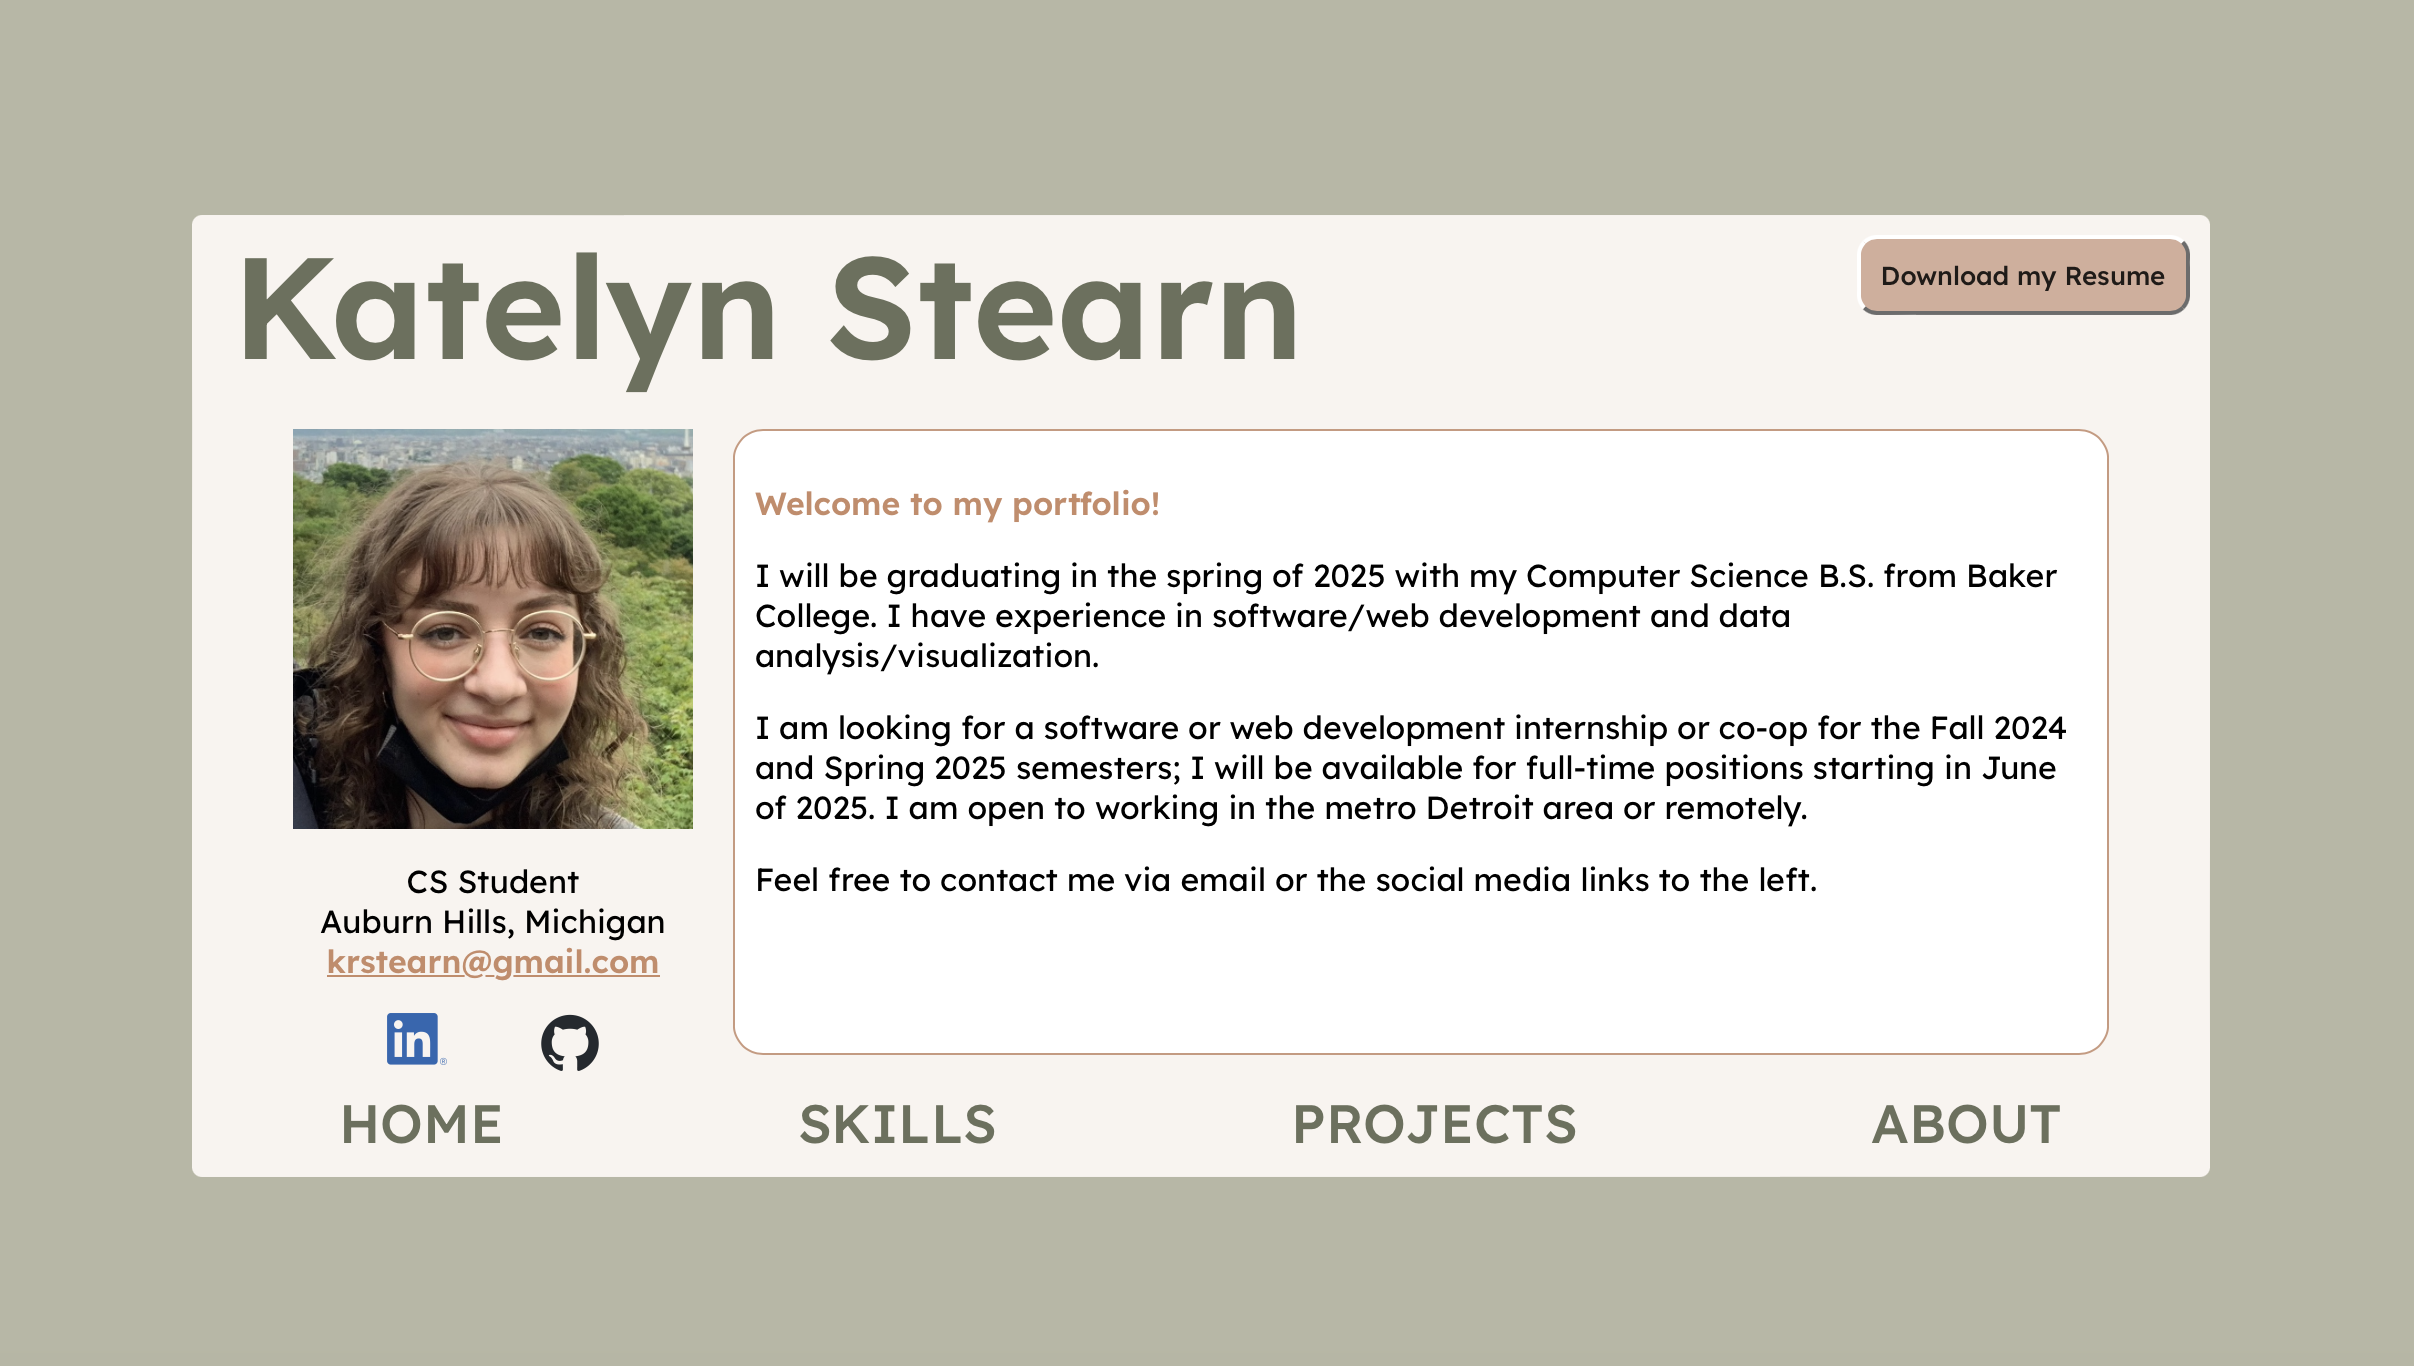 Katelyn Stearn
Download my Resume
CS Student
Auburn Hills, Michigan
krstearn@gmail.com
in
Welcome to my portfolio!
I will be graduating in the spring of 2025 with my Computer Science B.S. from Baker
College. I have experience in software/web development and data
analysis/visualization.
I am looking for a software or web development internship or co-op for the Fall 2024
and Spring 2025 semesters; I will be available for full-time positions starting in June
of 2025. I am open to working in the metro Detroit area or remotely.
Feel free to contact me via email or the social media links to the left.
HOME SKILLS PROJECTS ABOUT